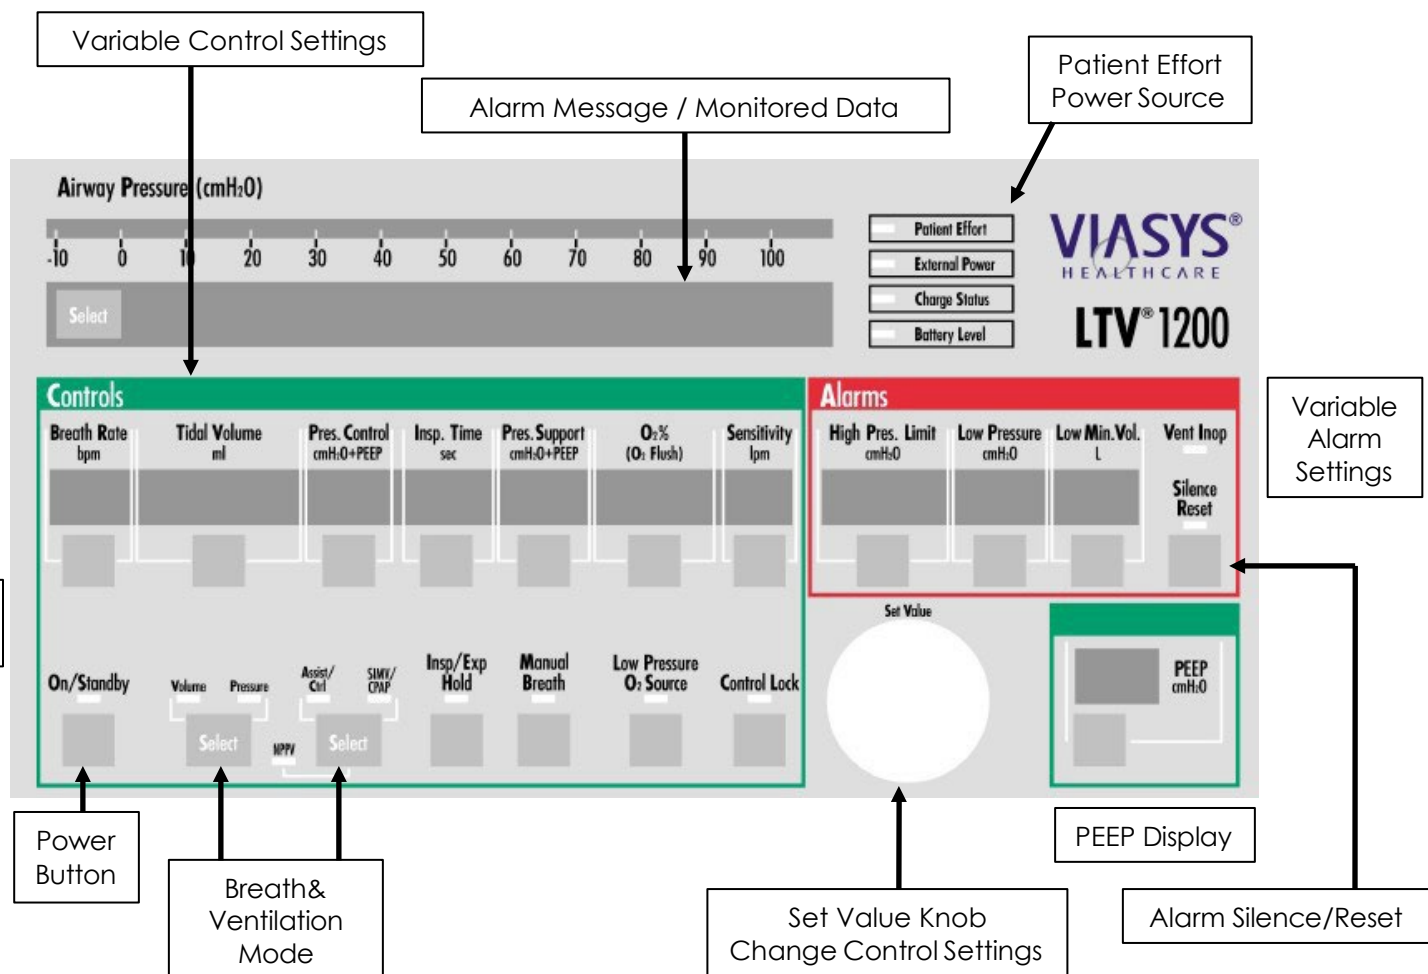 Variable Control Settings
Alarm Message / Monitored Data
Patient Effort
Power Source
Airway Pressure (cmH₂O)
-10 0 10 20 30 40 50 60 70 80 90 100
Select
Patient Effort
External Power
Charge Status
Battery Level
VIASYS®
HEALTHCARE
LTV® 1200
Controls
Breath Rate
bpm
Tidal Volume
ml
Pres. Control
cmH₂O+PEEP
Insp. Time
sec
Pres. Support
cmH₂O+PEEP
O₂%
(O₂ Flush)
Sensitivity
lpm
Alarms
High Pres. Limit
cmH₂O
Low Pressure
cmH₂O
Low Min. Vol.
L
Vent Inop
Silence
Reset
Variable
Alarm
Settings
On/Standby
Volume
Pressure
Select
NPPV
Assist/
Ctrl
SIMV/
CPAP
Select
Insp/Exp
Hold
Manual
Breath
Low Pressure
O₂ Source
Control Lock
Set Value
PEEP
cmH₂O
Power
Button
Breath&
Ventilation
Mode
Set Value Knob
Change Control Settings
PEEP Display
Alarm Silence/Reset